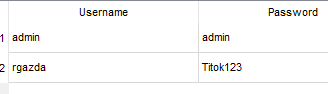 Username Password
1 admin admin
2 rgazda Titok123